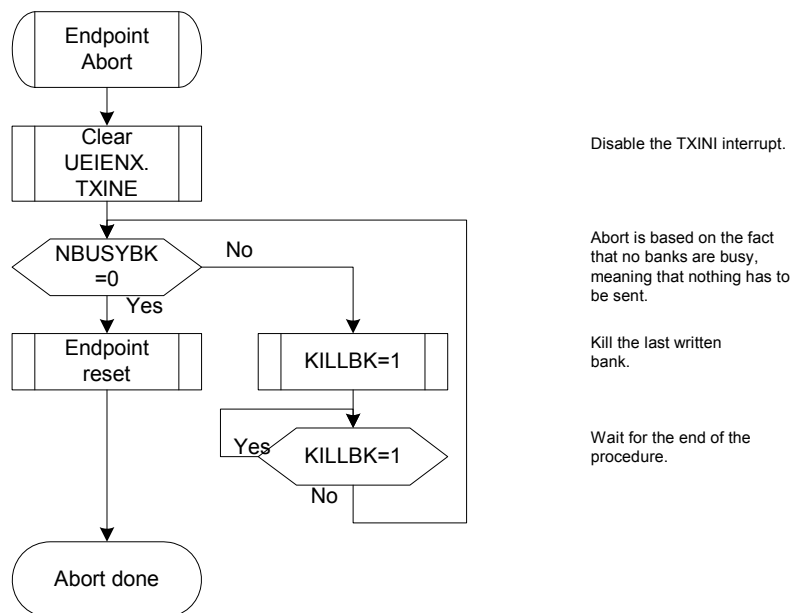 Endpoint
Abort
Clear
UEIENX.
TXINE
Disable the TXINI interrupt.
NBUSYBK
=0
No
Yes
Abort is based on the fact
that no banks are busy,
meaning that nothing has to
be sent.
Endpoint
reset
KILLBK=1
Kill the last written
bank.
Yes
KILLBK=1
No
Wait for the end of the
procedure.
Abort done